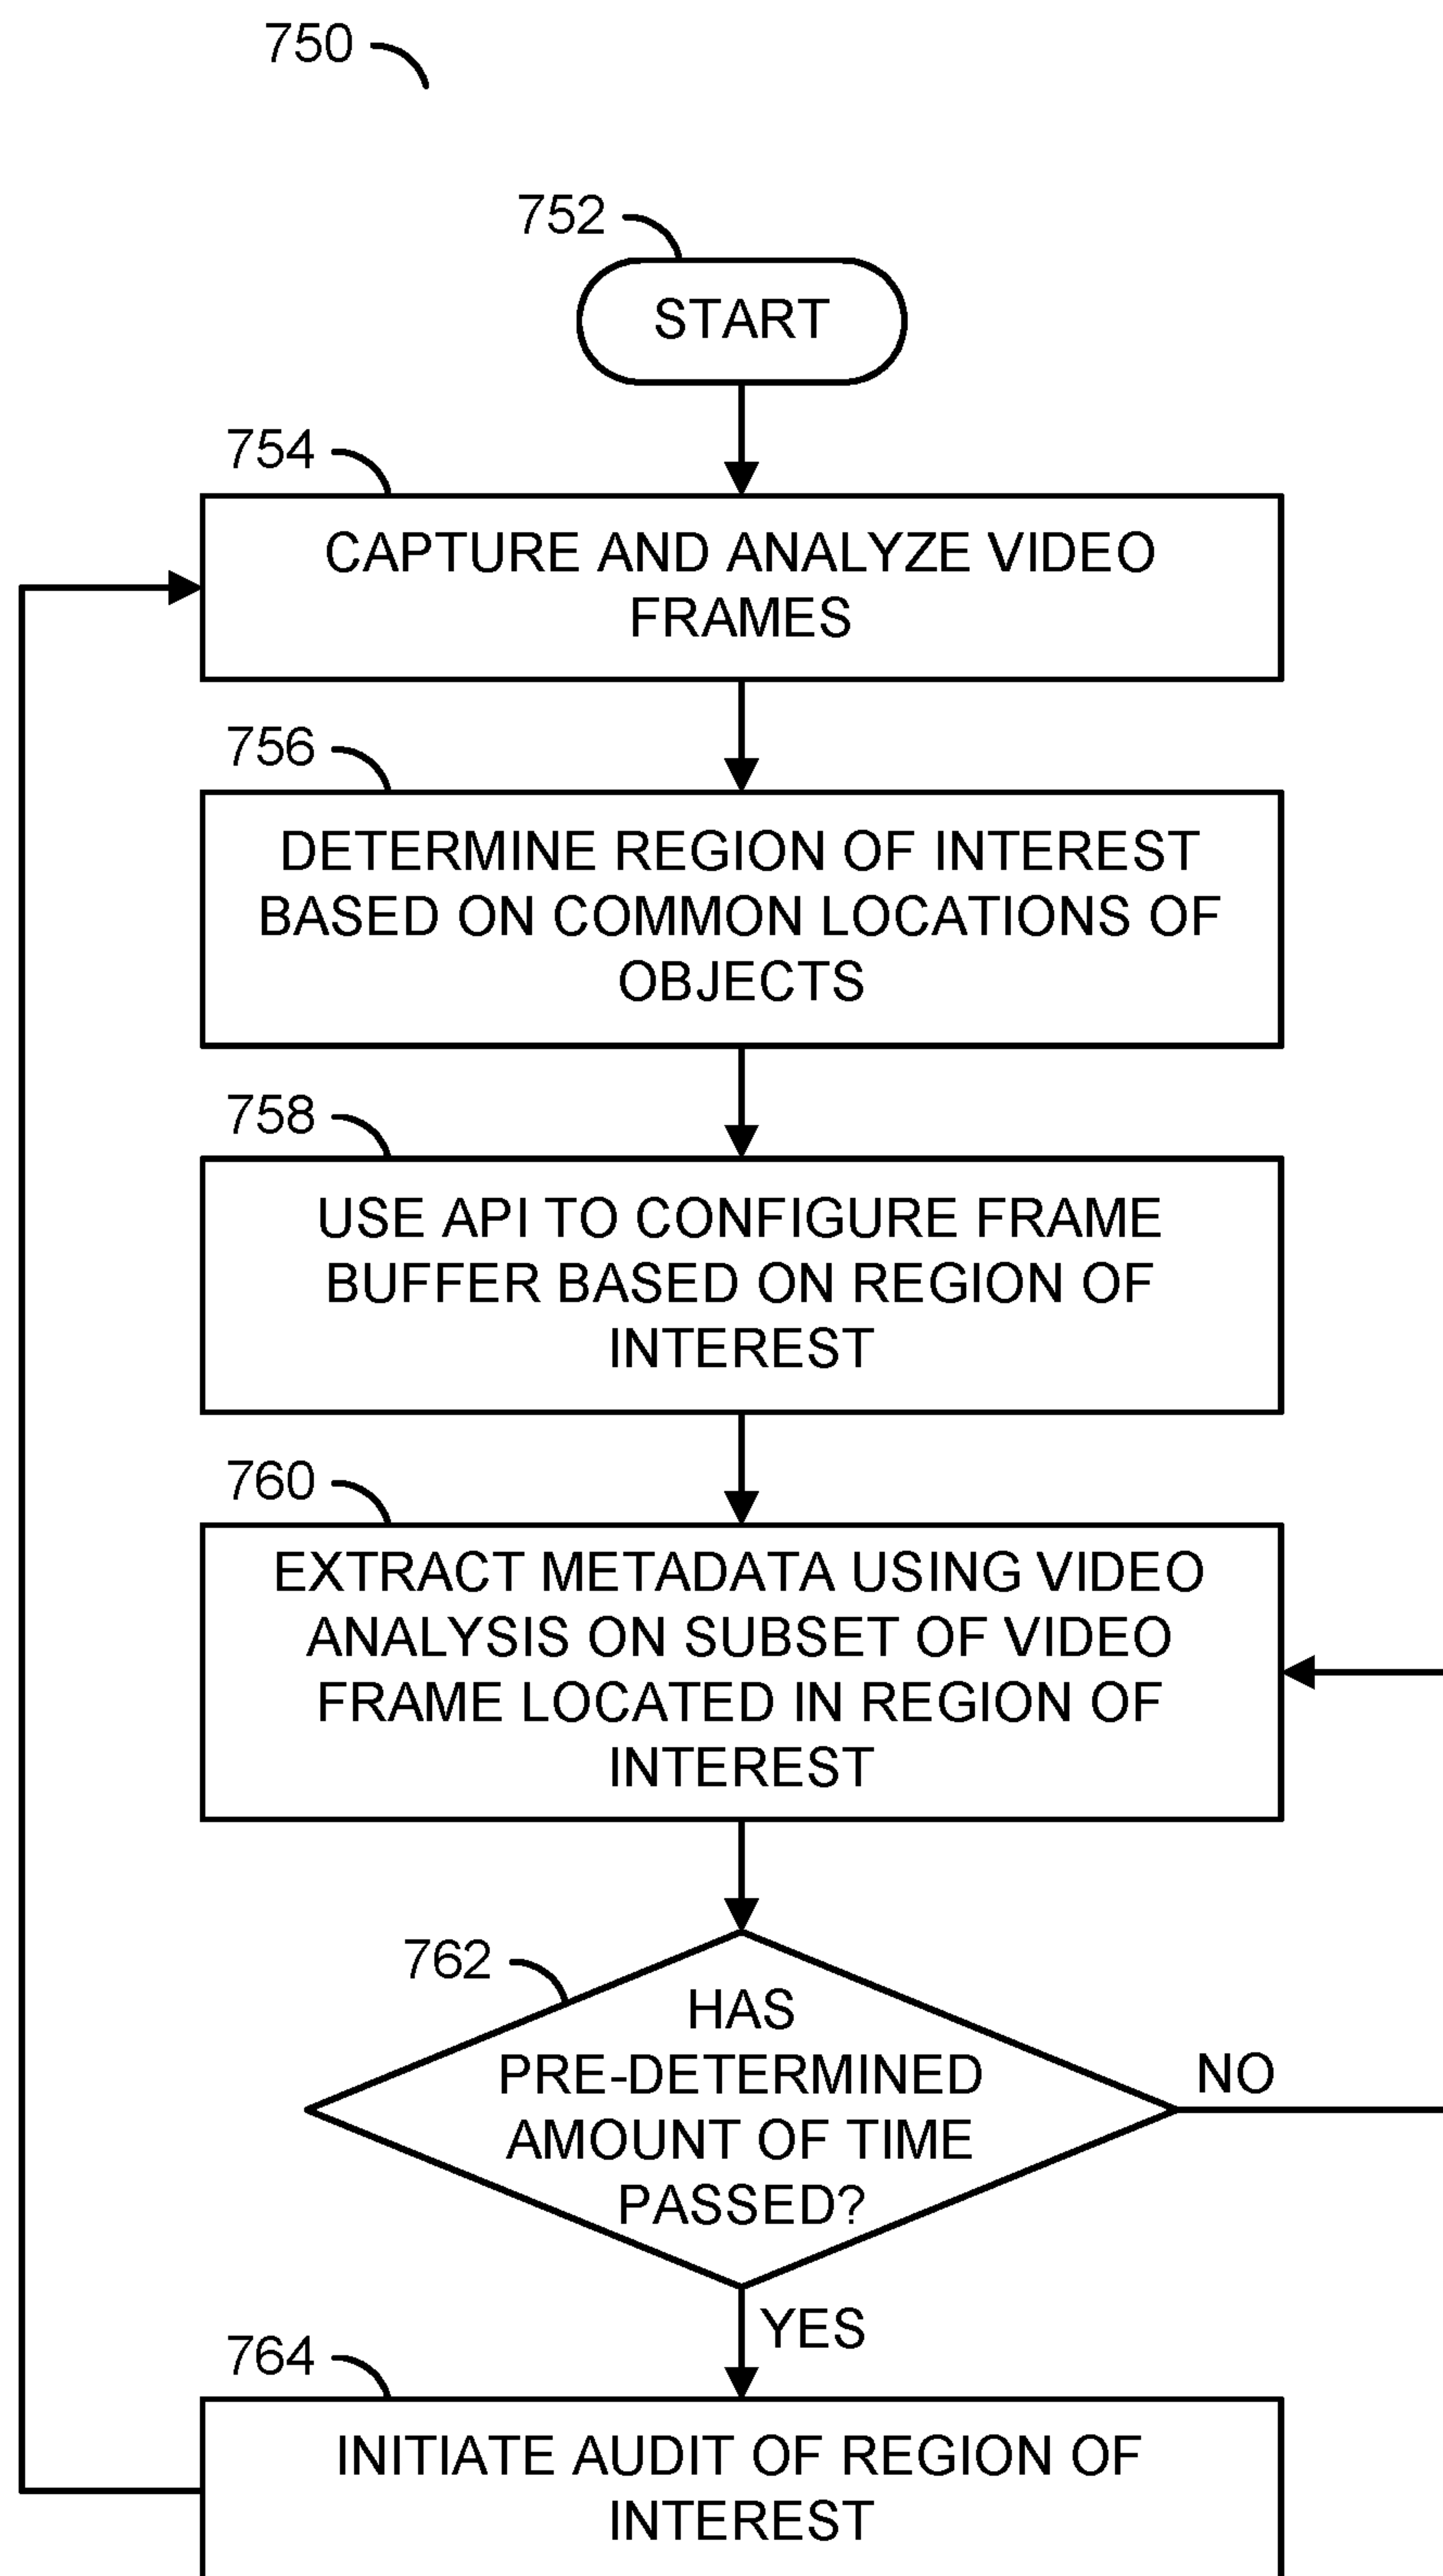 750
752
START
754
CAPTURE AND ANALYZE VIDEO
FRAMES
756
DETERMINE REGION OF INTEREST
BASED ON COMMON LOCATIONS OF
OBJECTS
758
USE API TO CONFIGURE FRAME
BUFFER BASED ON REGION OF
INTEREST
760
EXTRACT METADATA USING VIDEO
ANALYSIS ON SUBSET OF VIDEO
FRAME LOCATED IN REGION OF
INTEREST
762
HAS
PRE-DETERMINED
AMOUNT OF TIME
PASSED?
NO
YES
764
INITIATE AUDIT OF REGION OF
INTEREST